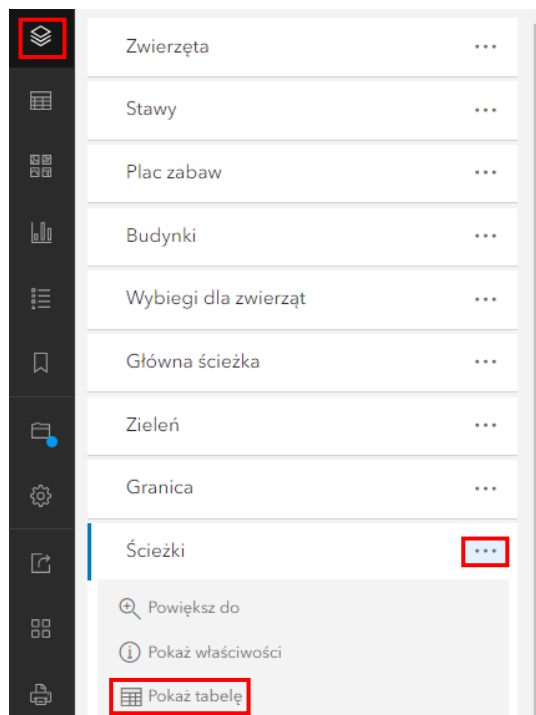 Zwierzęta
Stawy
Plac zabaw
Budynki
Wybiegi dla zwierząt
Główna ścieżka
Zieleń
Granica
Ścieżki
Powiększ do
Pokaż właściwości
Pokaż tabelę